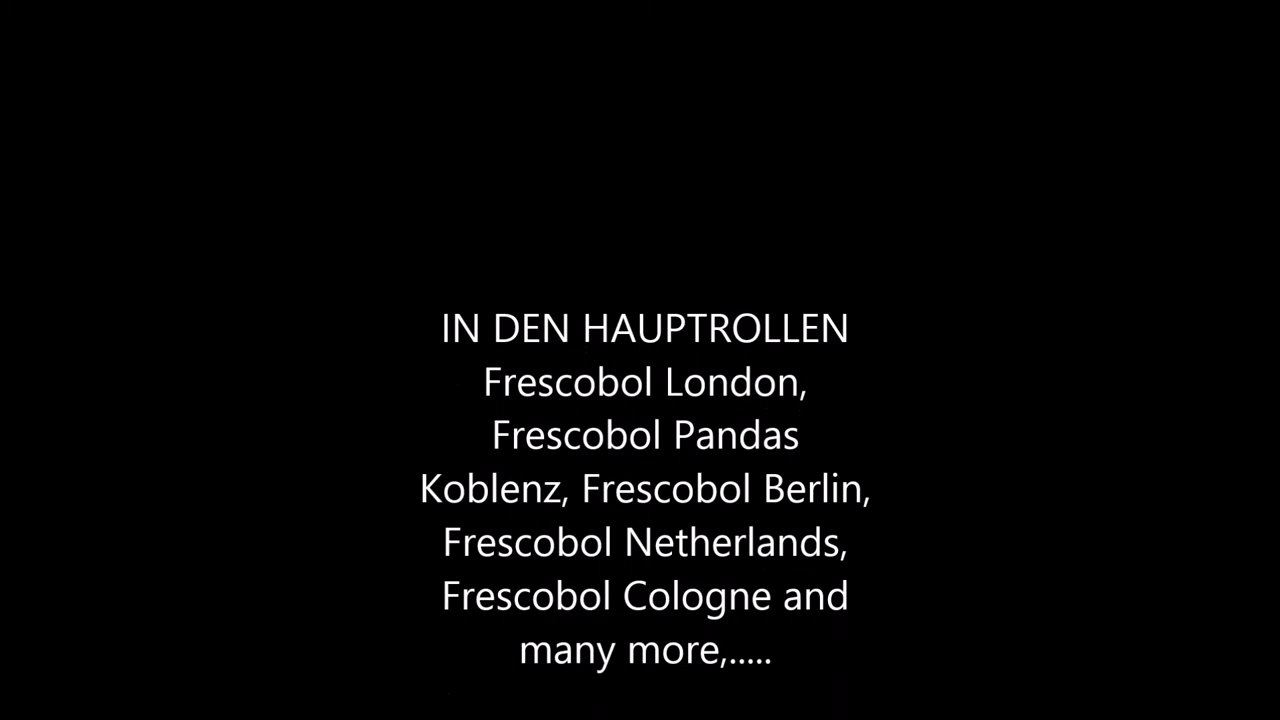 IN DEN HAUPTROLLEN
Frescobol London,
Frescobol Pandas
Koblenz, Frescobol Berlin,
Frescobol Netherlands,
Frescobol Cologne and
many more,.....